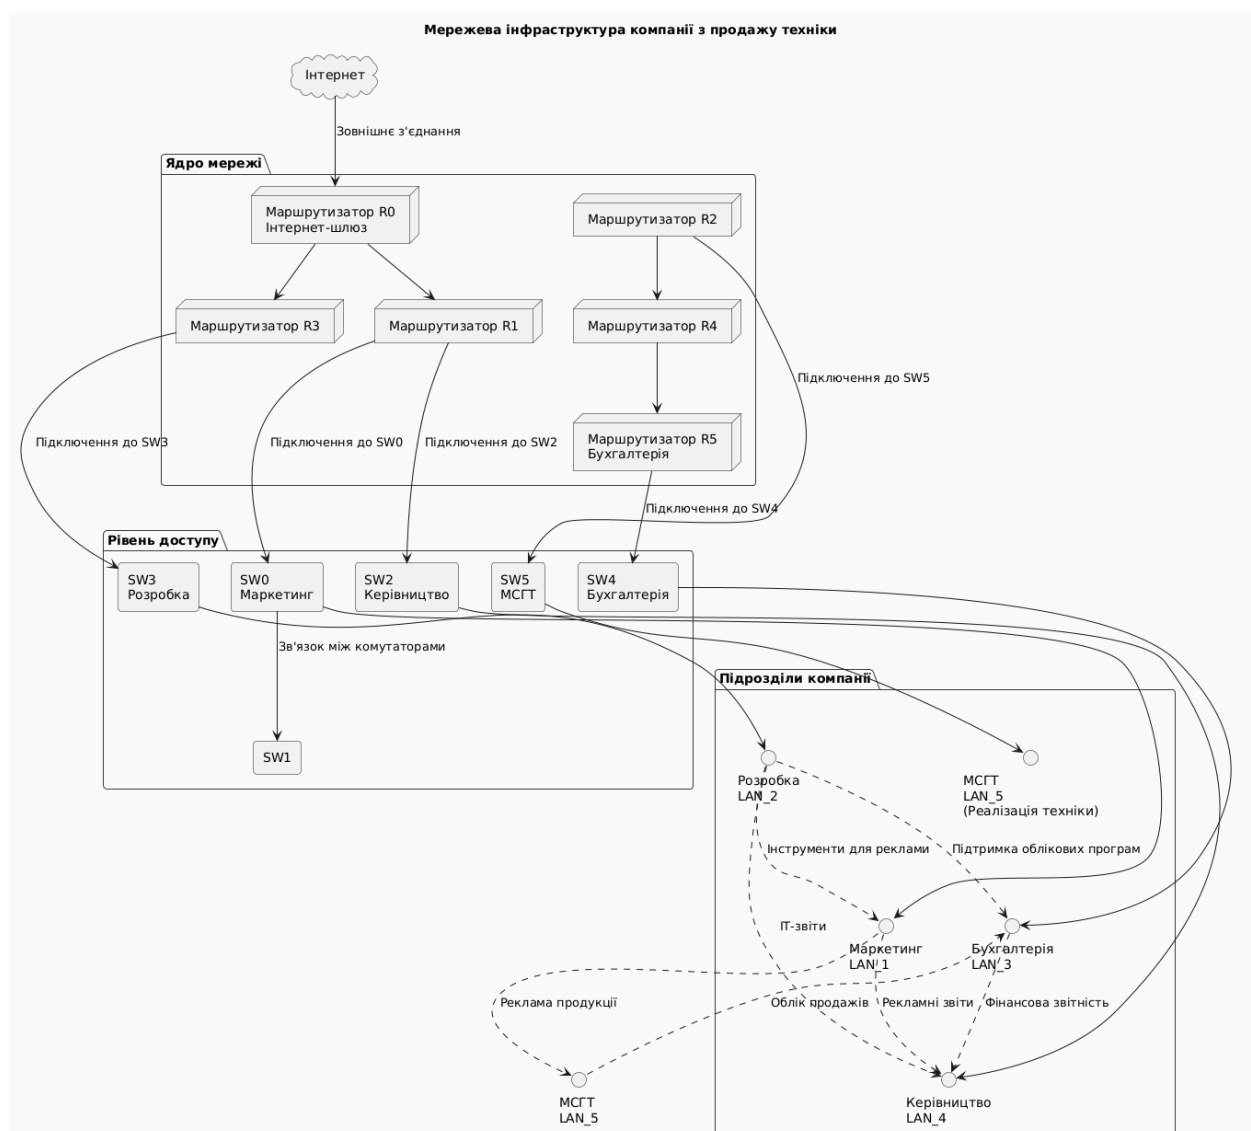 Мережева інфраструктура компанії з продажу техніки
Інтернет
Зовнішнє з'єднання
Ядро мережі
Маршрутизатор R0
Інтернет-шлюз
Маршрутизатор R2
Маршрутизатор R3
Маршрутизатор R1
Маршрутизатор R4
Підключення до SW5
Підключення до SW3
Підключення до SW0
Підключення до SW2
Маршрутизатор R5
Бухгалтерія
Підключення до SW4
Рівень доступу
SW3
Розробка
SW0
Маркетинг
SW2
Керівництво
SW5
МСГТ
SW4
Бухгалтерія
Зв'язок між комутаторами
SW1
Підрозділи компанії
Розробка
LAN_2
МСГТ
LAN_5
(Реалізація техніки)
Інструменти для реклами
Підтримка облікових програм
ІТ-звіти
Маркетинг
LAN_1
Бухгалтерія
LAN_3
Реклама продукції
Облік продажів
Рекламні звіти
Фінансова звітність
МСГТ
LAN_5
Керівництво
LAN_4